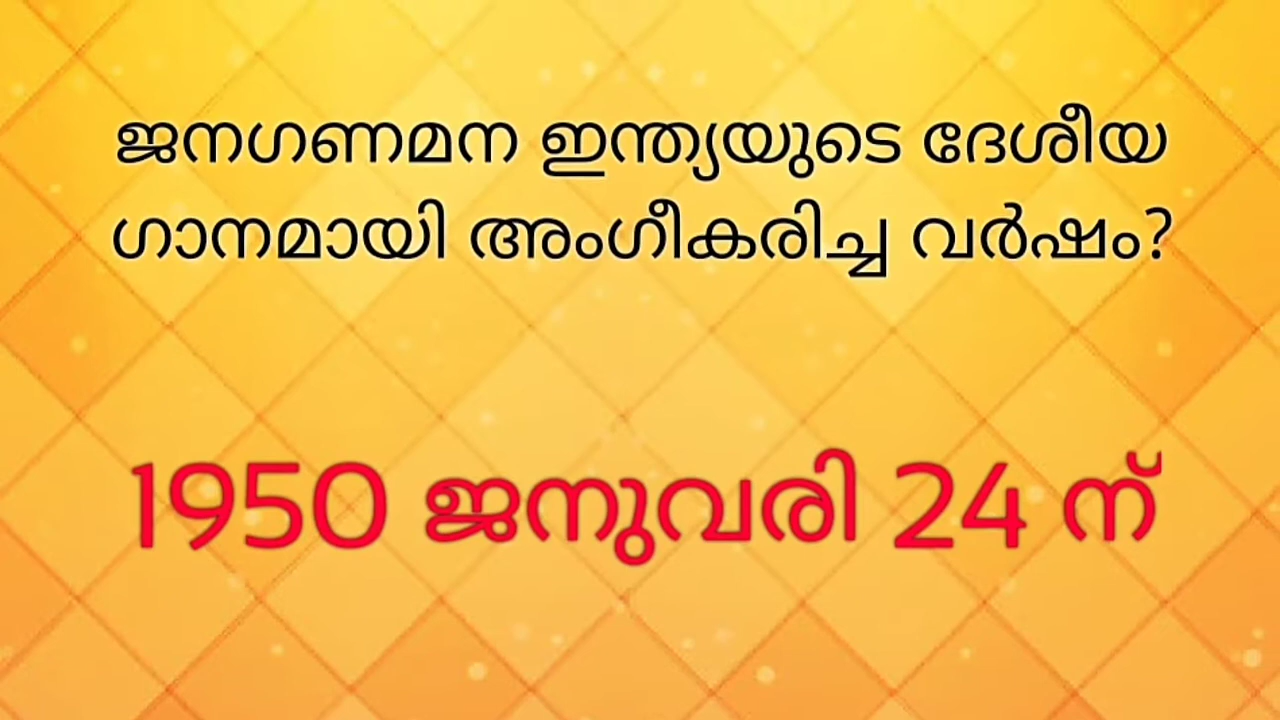 ജനഗണമന ഇന്ത്യയുടെ ദേശീയ
ഗാനമായി അംഗീകരിച്ച വർഷം?
1950 ജനുവരി 24 ന്